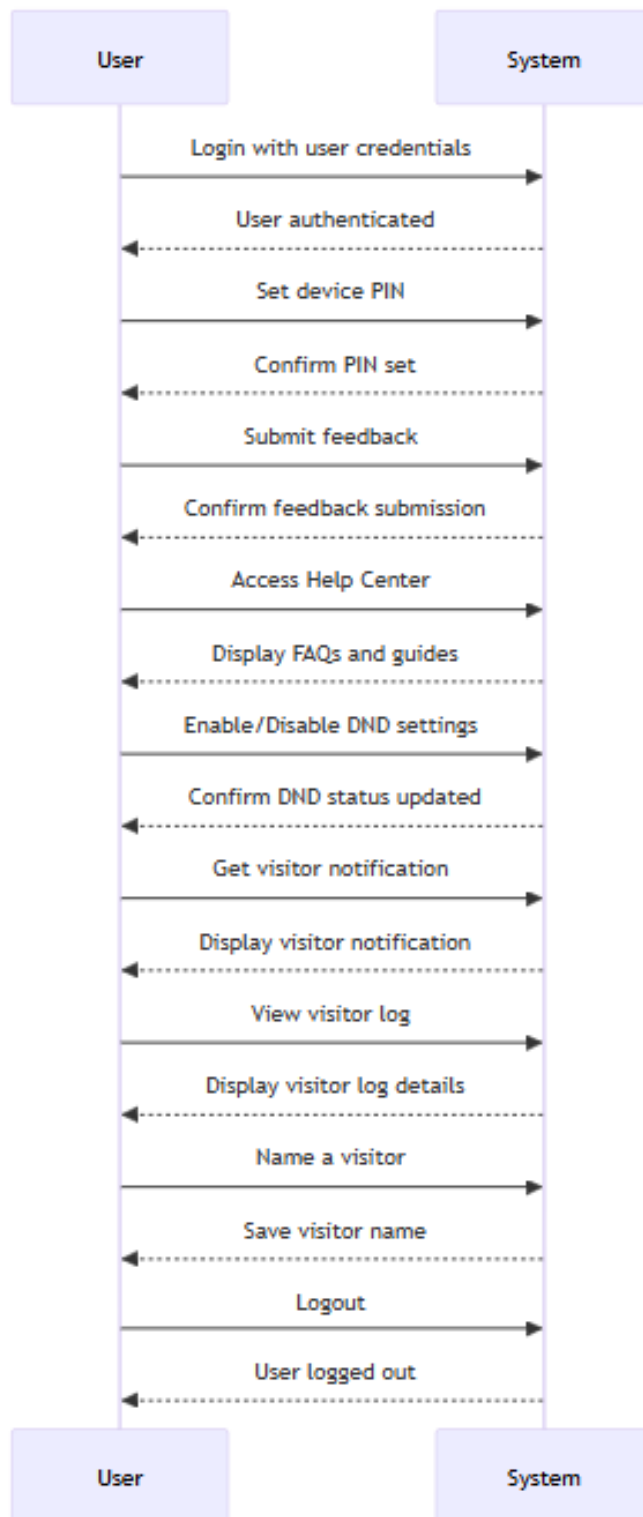 User
System
Login with user credentials
User authenticated
Set device PIN
Confirm PIN set
Submit feedback
Confirm feedback submission
Access Help Center
Display FAQs and guides
Enable/Disable DND settings
Confirm DND status updated
Get visitor notification
Display visitor notification
View visitor log
Display visitor log details
Name a visitor
Save visitor name
Logout
User logged out
User
System